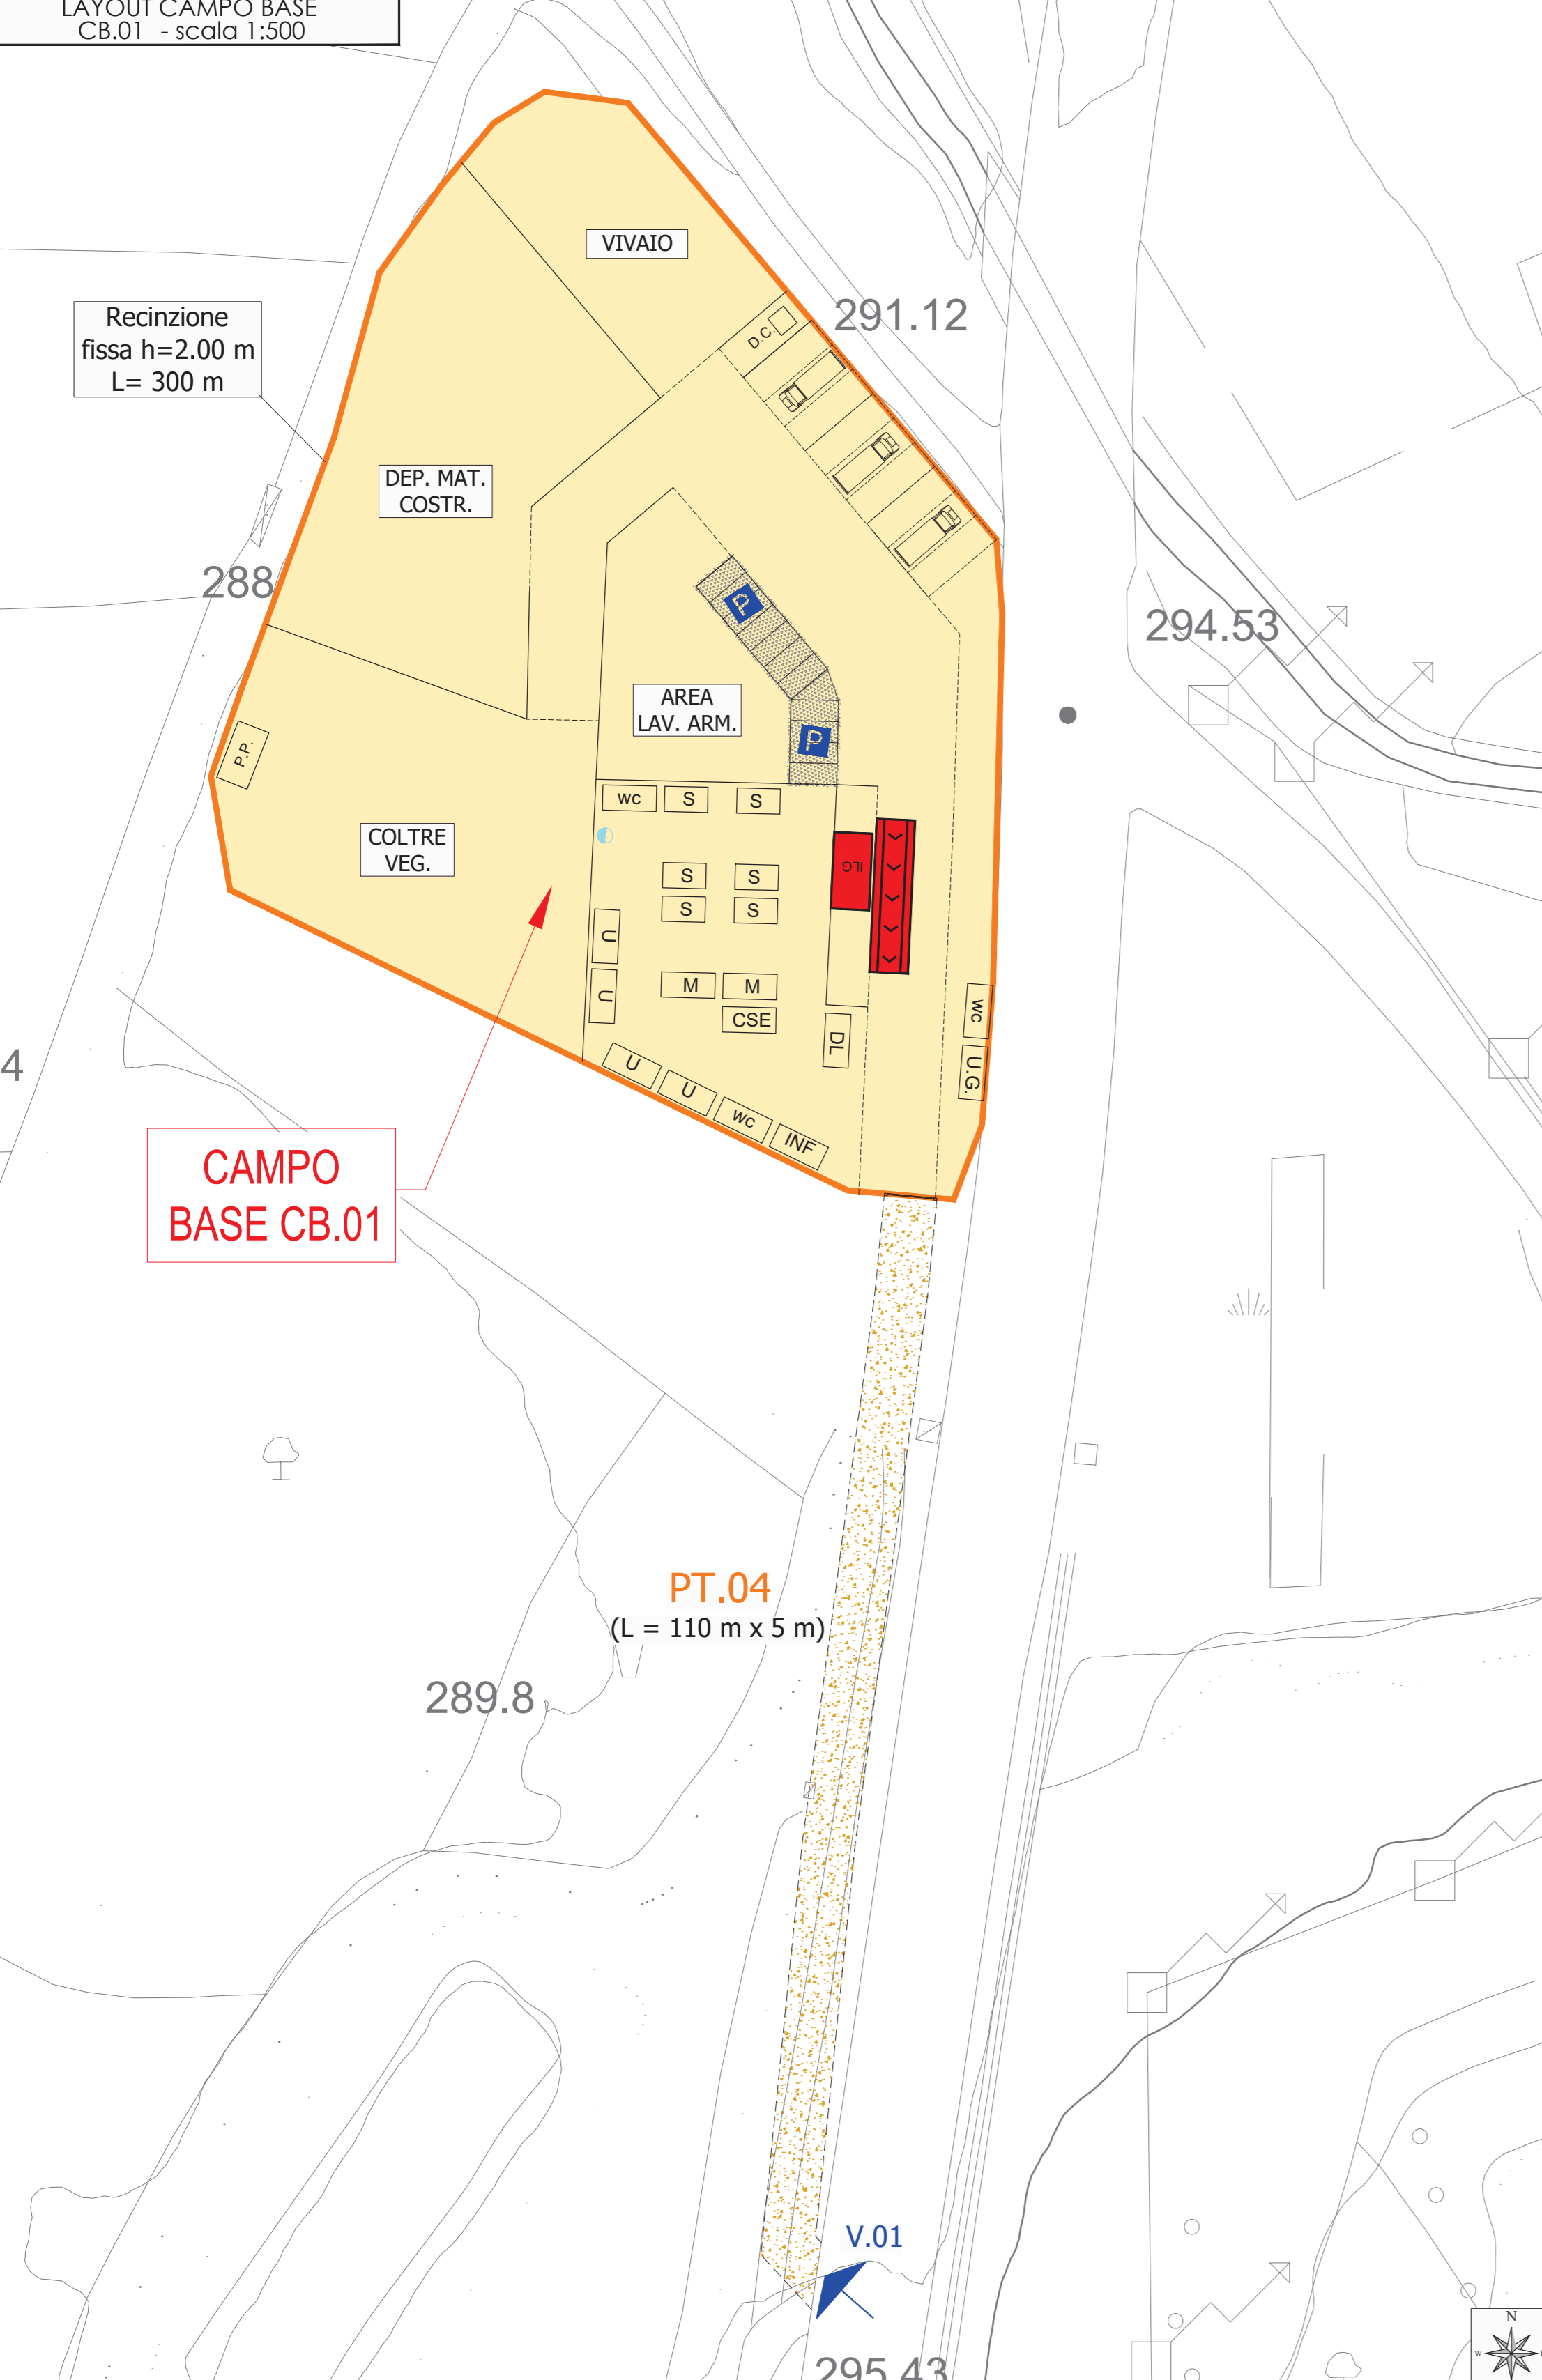 LAYOUT CAMPO BASE
CB.01 - scala 1:500
VIVAIO
291.12
D.C.
Recinzione
fissa h=2.00 m
L= 300 m
DEP. MAT.
COSTR.
288
P
294.53
AREA
LAV. ARM.
P
P.P.
wc
S
S
COLTRE
VEG.
ILG
S
S
S
S
U
U
M
M
CSE
DL
wc
U.G.
4
U
U
wc
INF
CAMPO
BASE CB.01
PT.04
(L = 110 m x 5 m)
289.8
V.01
295.43
N
W